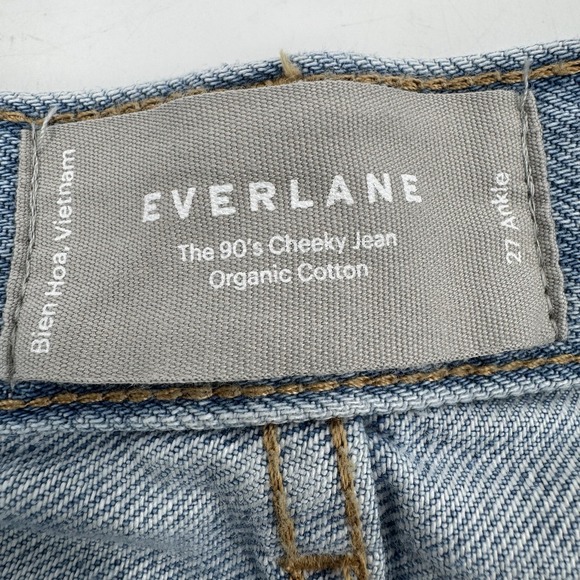 Bien Hoa, Vietnam
EVERLANE
The 90's Cheeky Jean
Organic Cotton
27 Ankle